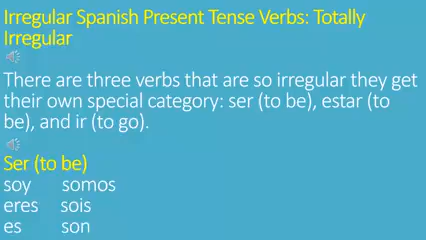 Irregular Spanish Present Tense Verbs: Totally
Irregular
There are three verbs that are so irregular they get
their own special category: ser (to be), estar (to
be), and ir (to go).
Ser (to be)
soy somos
eres sois
es son